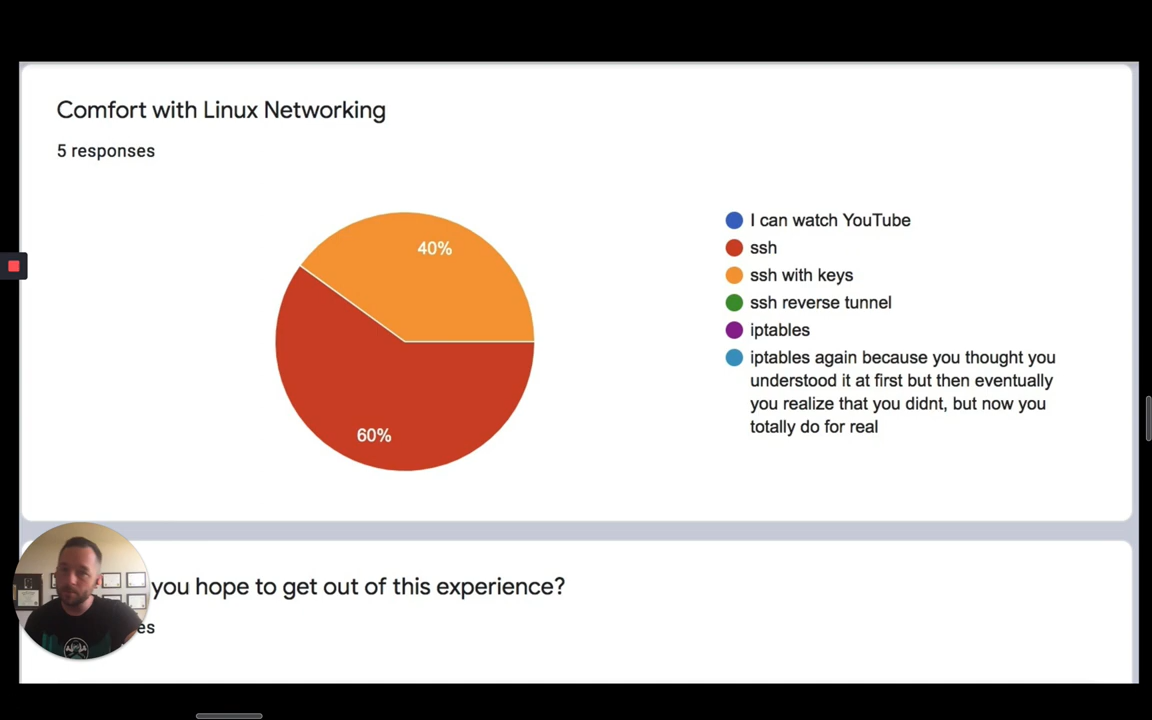 Comfort with Linux Networking
5 responses
40%
60%
I can watch YouTube
ssh
ssh with keys
ssh reverse tunnel
iptables
iptables again because you thought you
understood it at first but then eventually
you realize that you didnt, but now you
totally do for real
you hope to get out of this experience?